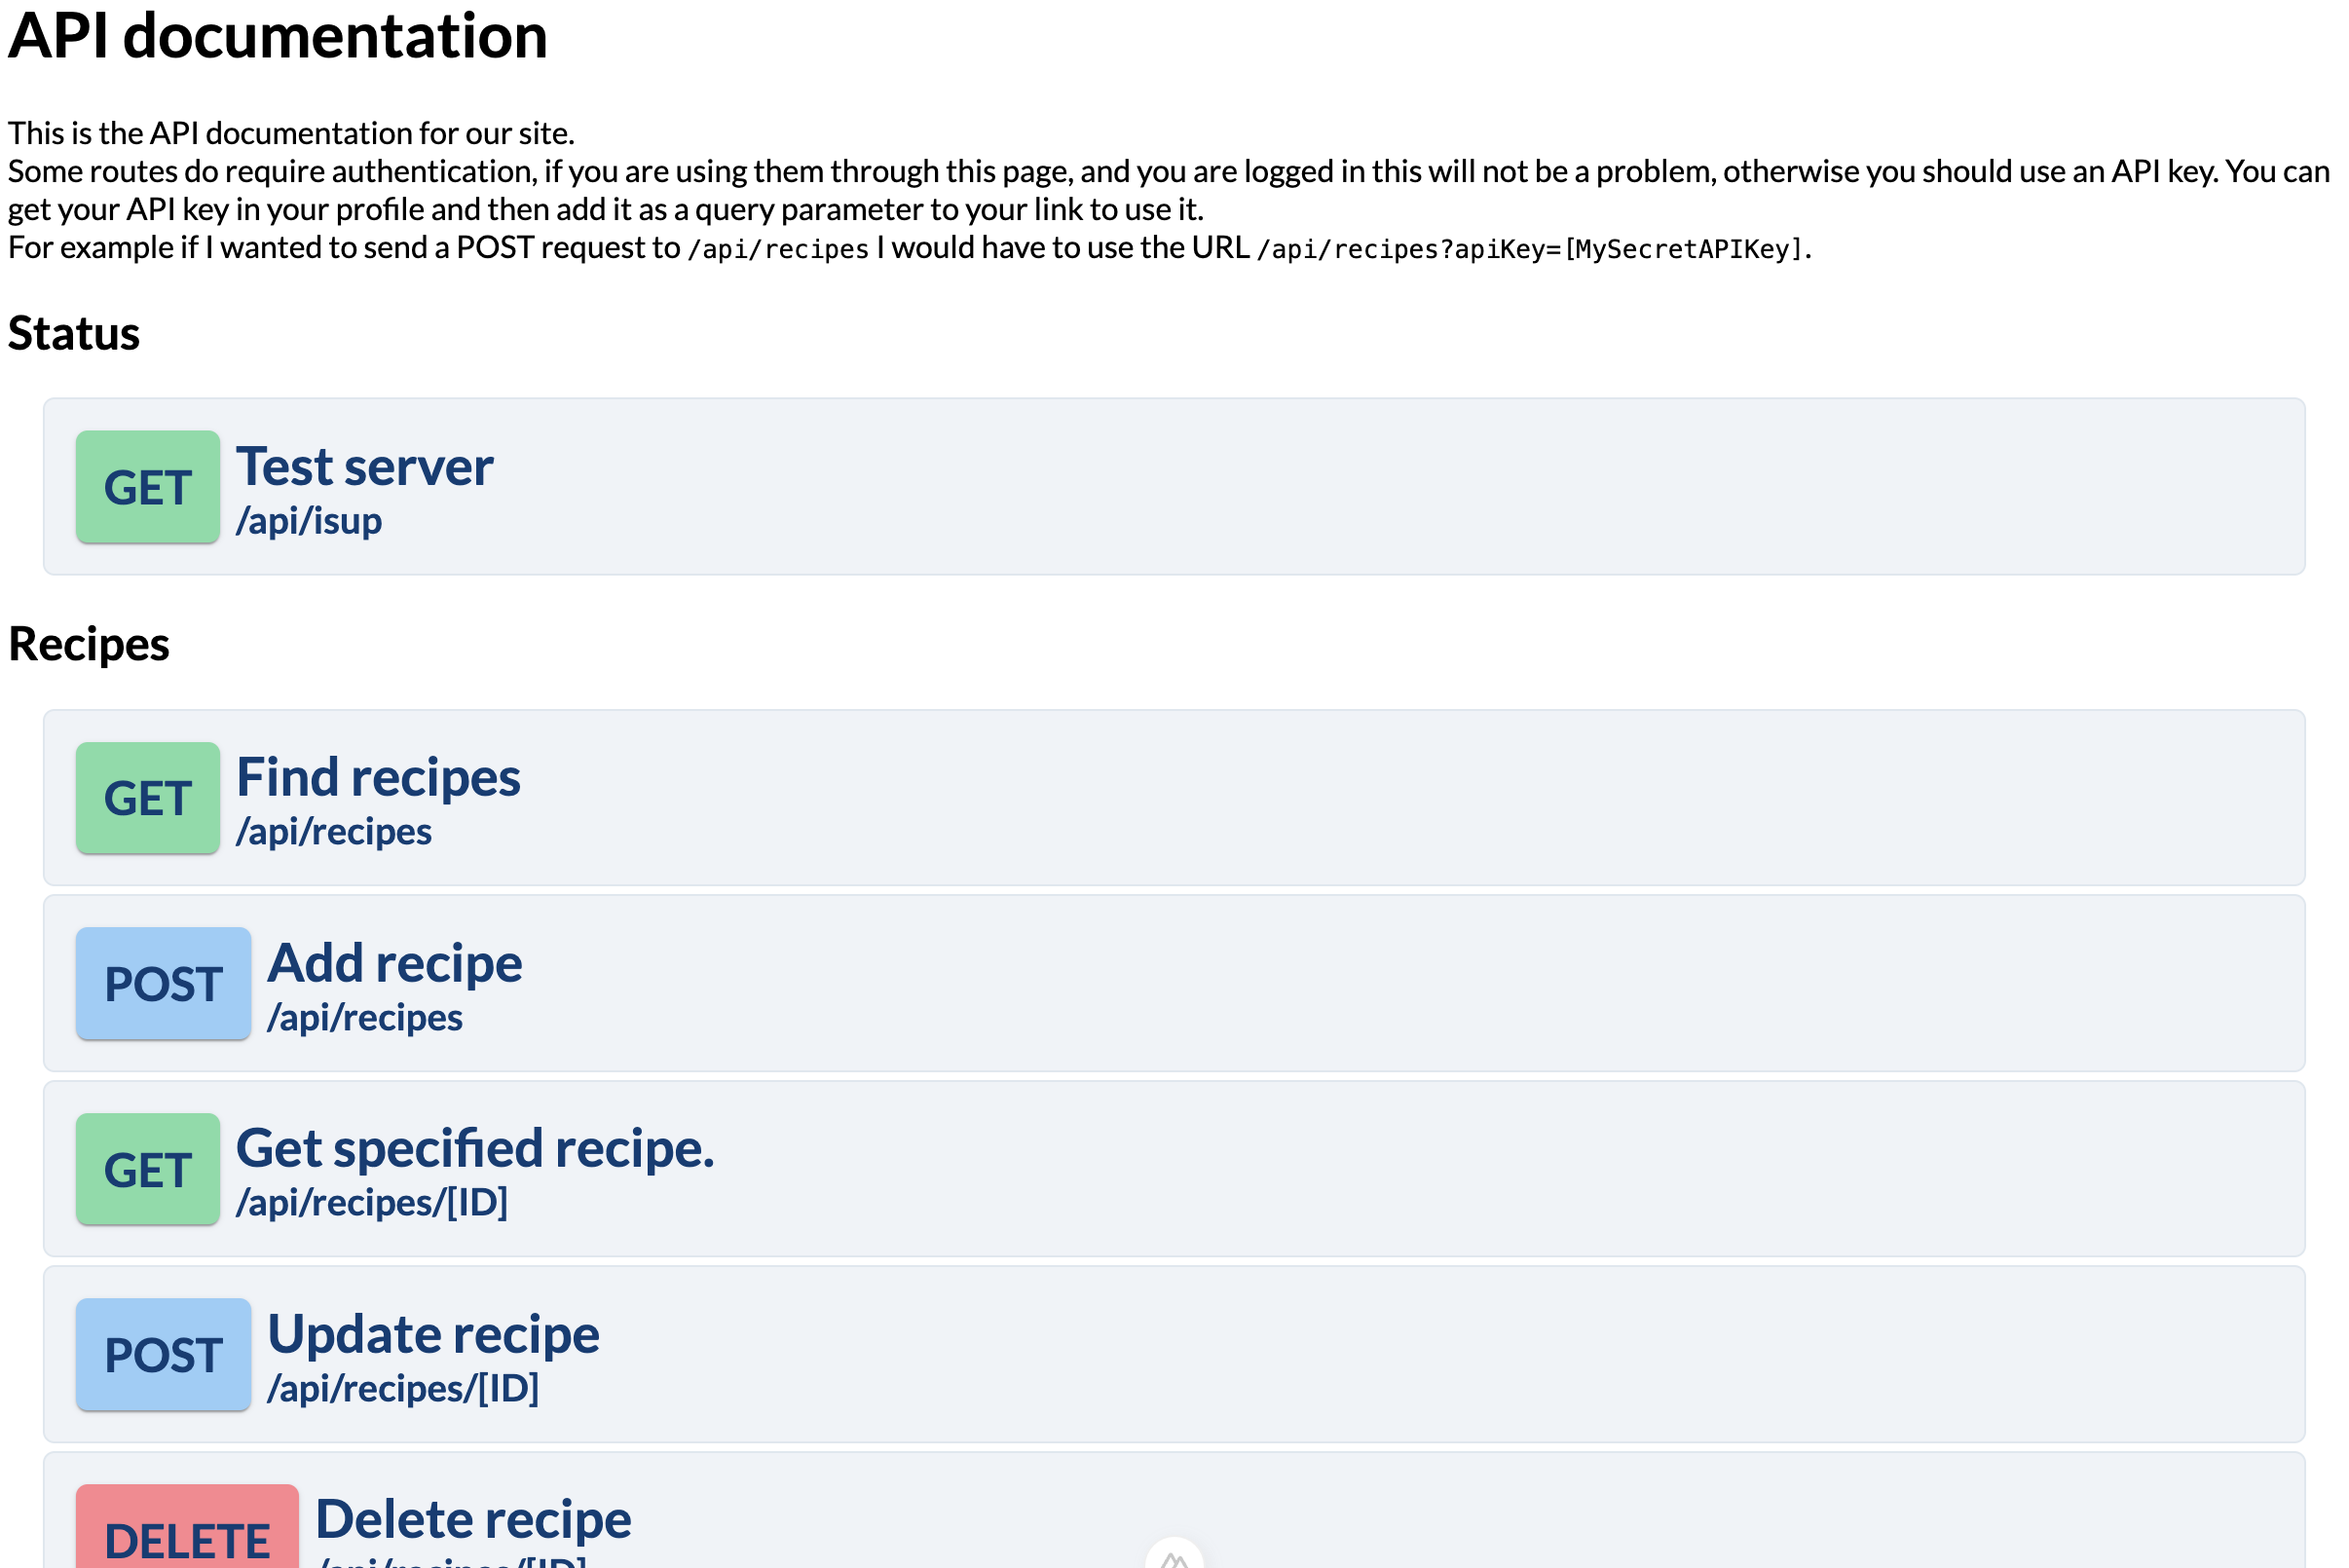 API documentation
This is the API documentation for our site.
Some routes do require authentication, if you are using them through this page, and you are logged in this will not be a problem, otherwise you should use an API key. You can
get your API key in your profile and then add it as a query parameter to your link to use it.
For example if I wanted to send a POST request to /api/recipes I would have to use the URL /api/recipes?apiKey=[MySecretAPIKey].
Status
GET
Test server
/api/isup
Recipes
GET
Find recipes
/api/recipes
POST
Add recipe
/api/recipes
GET
Get specified recipe.
/api/recipes/[ID]
POST
Update recipe
/api/recipes/[ID]
DELETE
Delete recipe
/api/recipes/[ID]